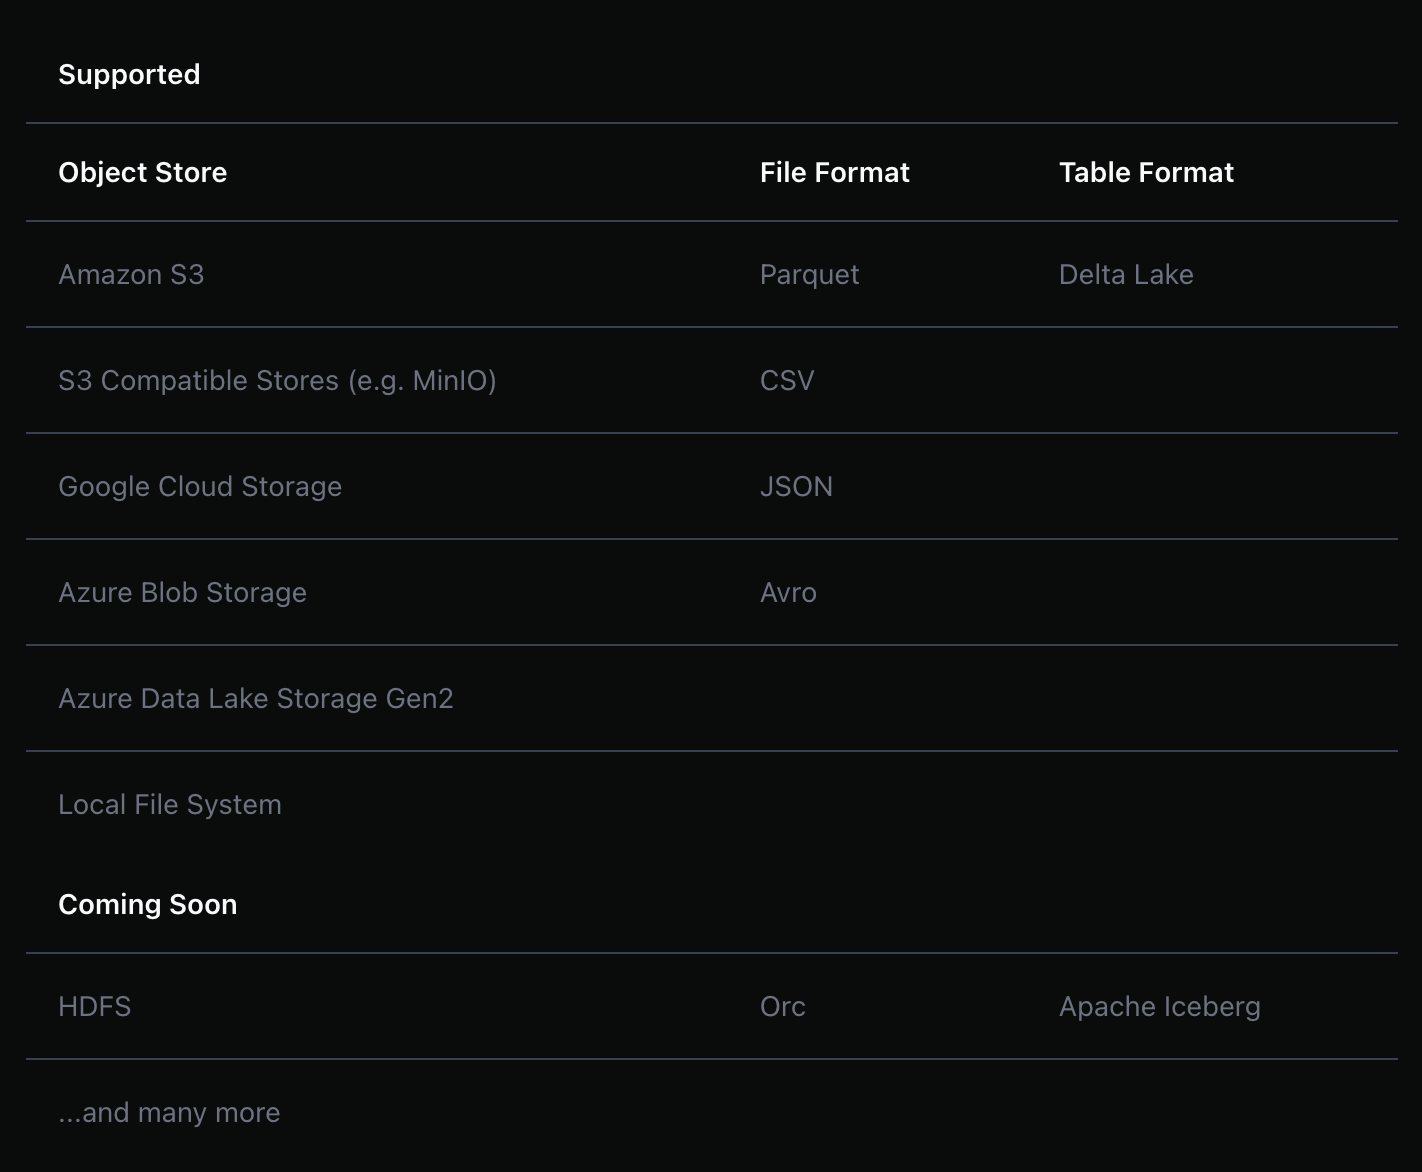 Supported
Object Store File Format Table Format
Amazon S3 Parquet Delta Lake
S3 Compatible Stores (e.g. MinIO) CSV
Google Cloud Storage JSON
Azure Blob Storage Avro
Azure Data Lake Storage Gen2
Local File System
Coming Soon
HDFS Orc Apache Iceberg
...and many more